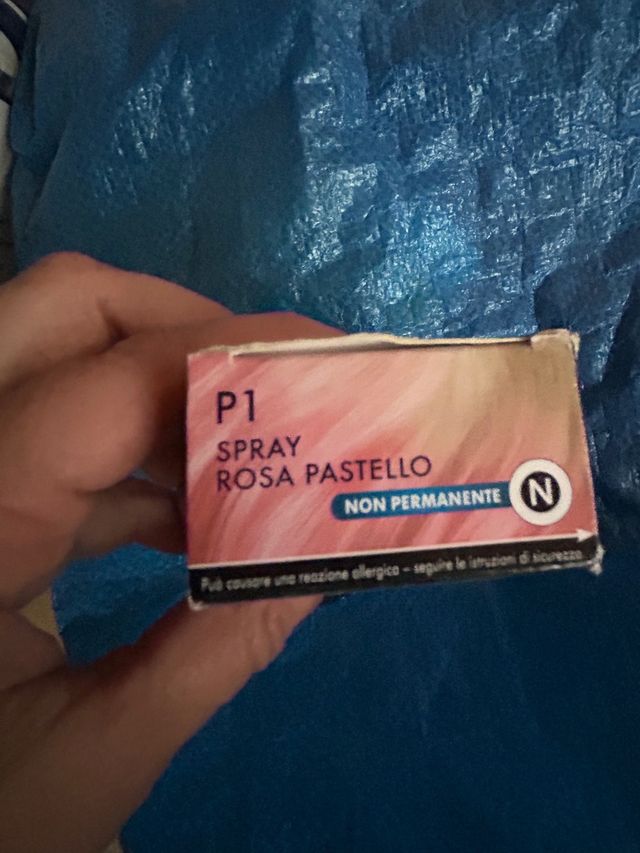 P1
SPRAY
ROSA PASTELLO
NON PERMANENTE N
Può causare una reazione allergica – seguire le istruzioni di sicurezza.